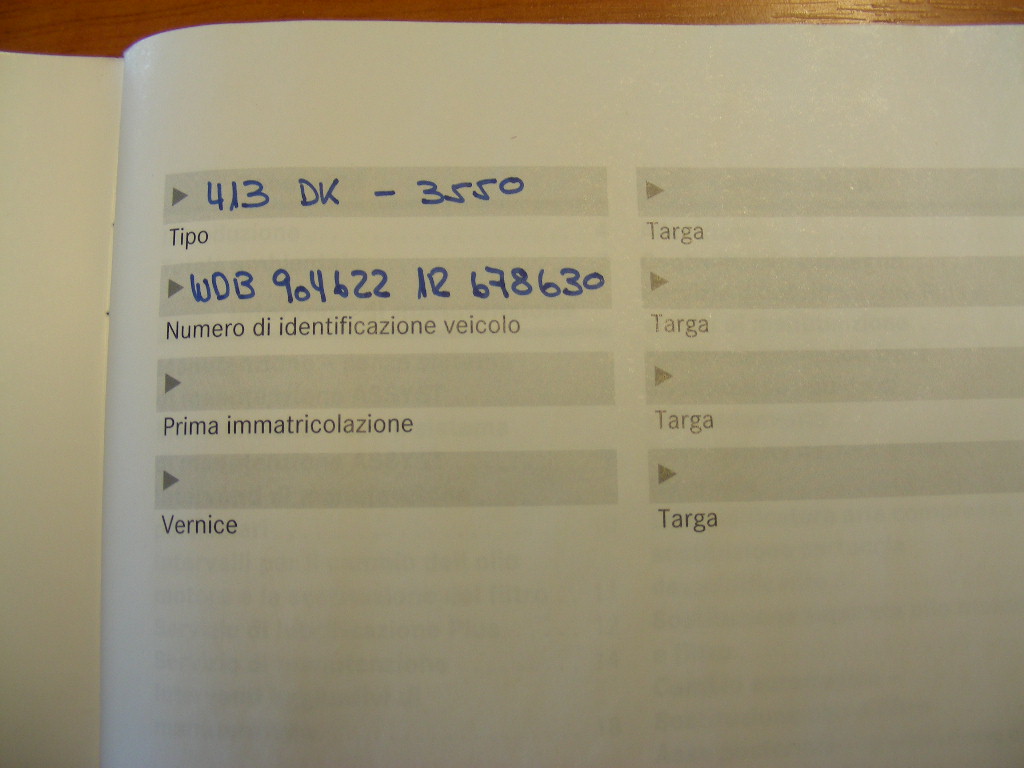 413 DK - 3550
Tipo
WDB 904622 1R 678630
Numero di identificazione veicolo
Prima immatricolazione
Vernice
Targa
Targa
Targa
Targa